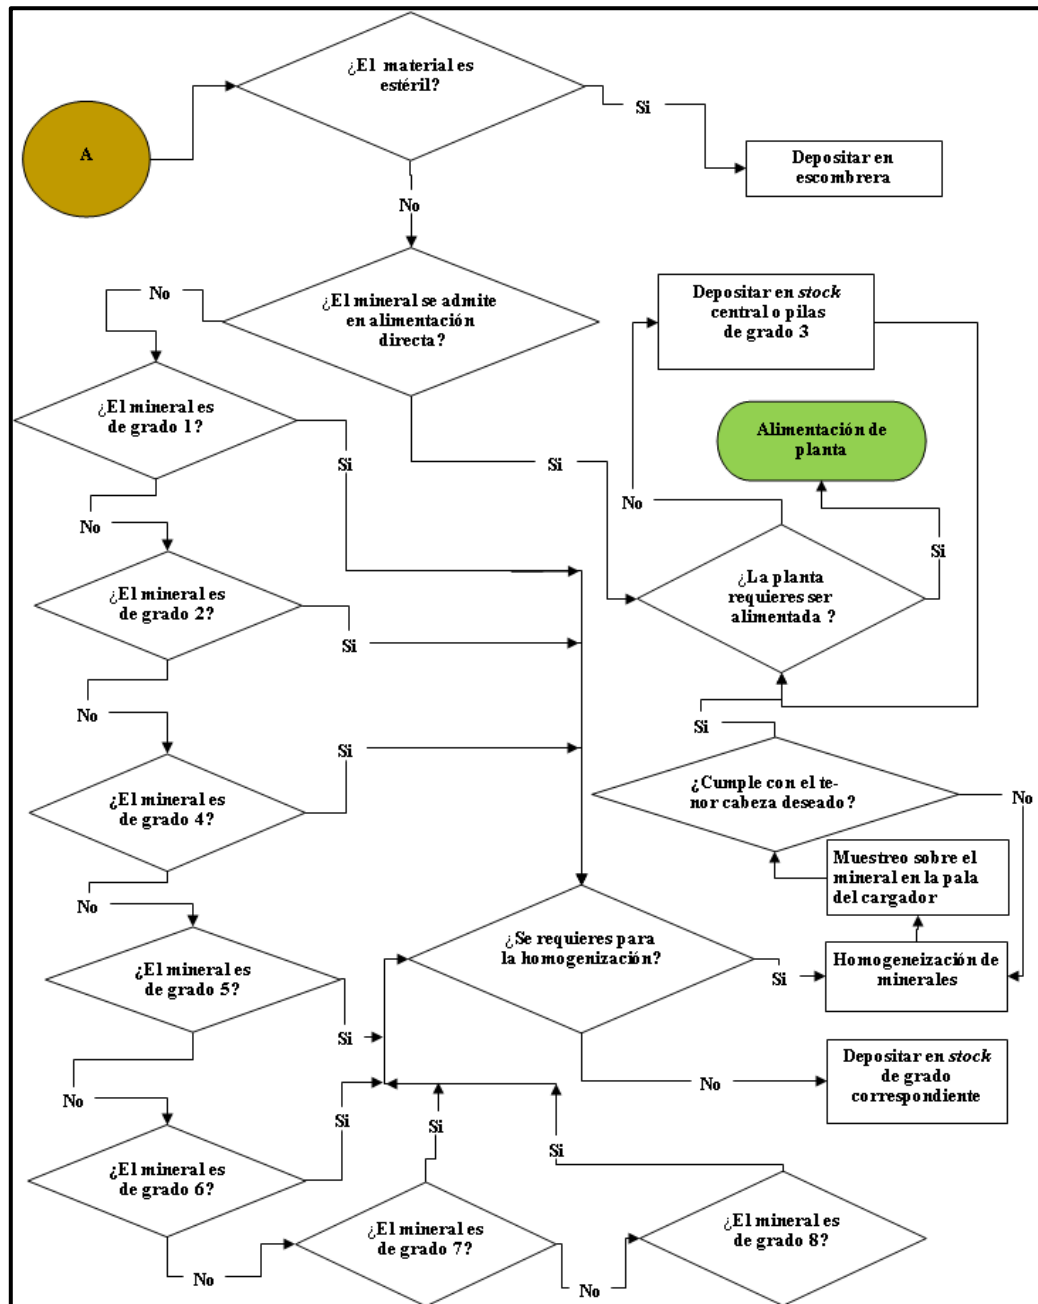 ¿El material es
estéril?
A
Si
Depositar en
escombrera
No
¿El mineral se admite
en alimentación
directa?
No
Si
Depositar en stock
central o pilas
de grado 3
¿El mineral es
de grado 1?
Si
No
Alimentación de
planta
No
Si
¿La planta
requieres ser
alimentada ?
¿El mineral es
de grado 2?
Si
No
Si
¿Cumple con el te-
nor cabeza deseado?
No
¿El mineral es
de grado 4?
Si
No
Muestreo sobre el
mineral en la pala
del cargador
¿Se requieres para
la homogenización?
Si
Homogeneización de
minerales
¿El mineral es
de grado 5?
Si
No
No
Depositar en stock
de grado
correspondiente
¿El mineral es
de grado 6?
Si
No
¿El mineral es
de grado 7?
Si
No
¿El mineral es
de grado 8?
Si